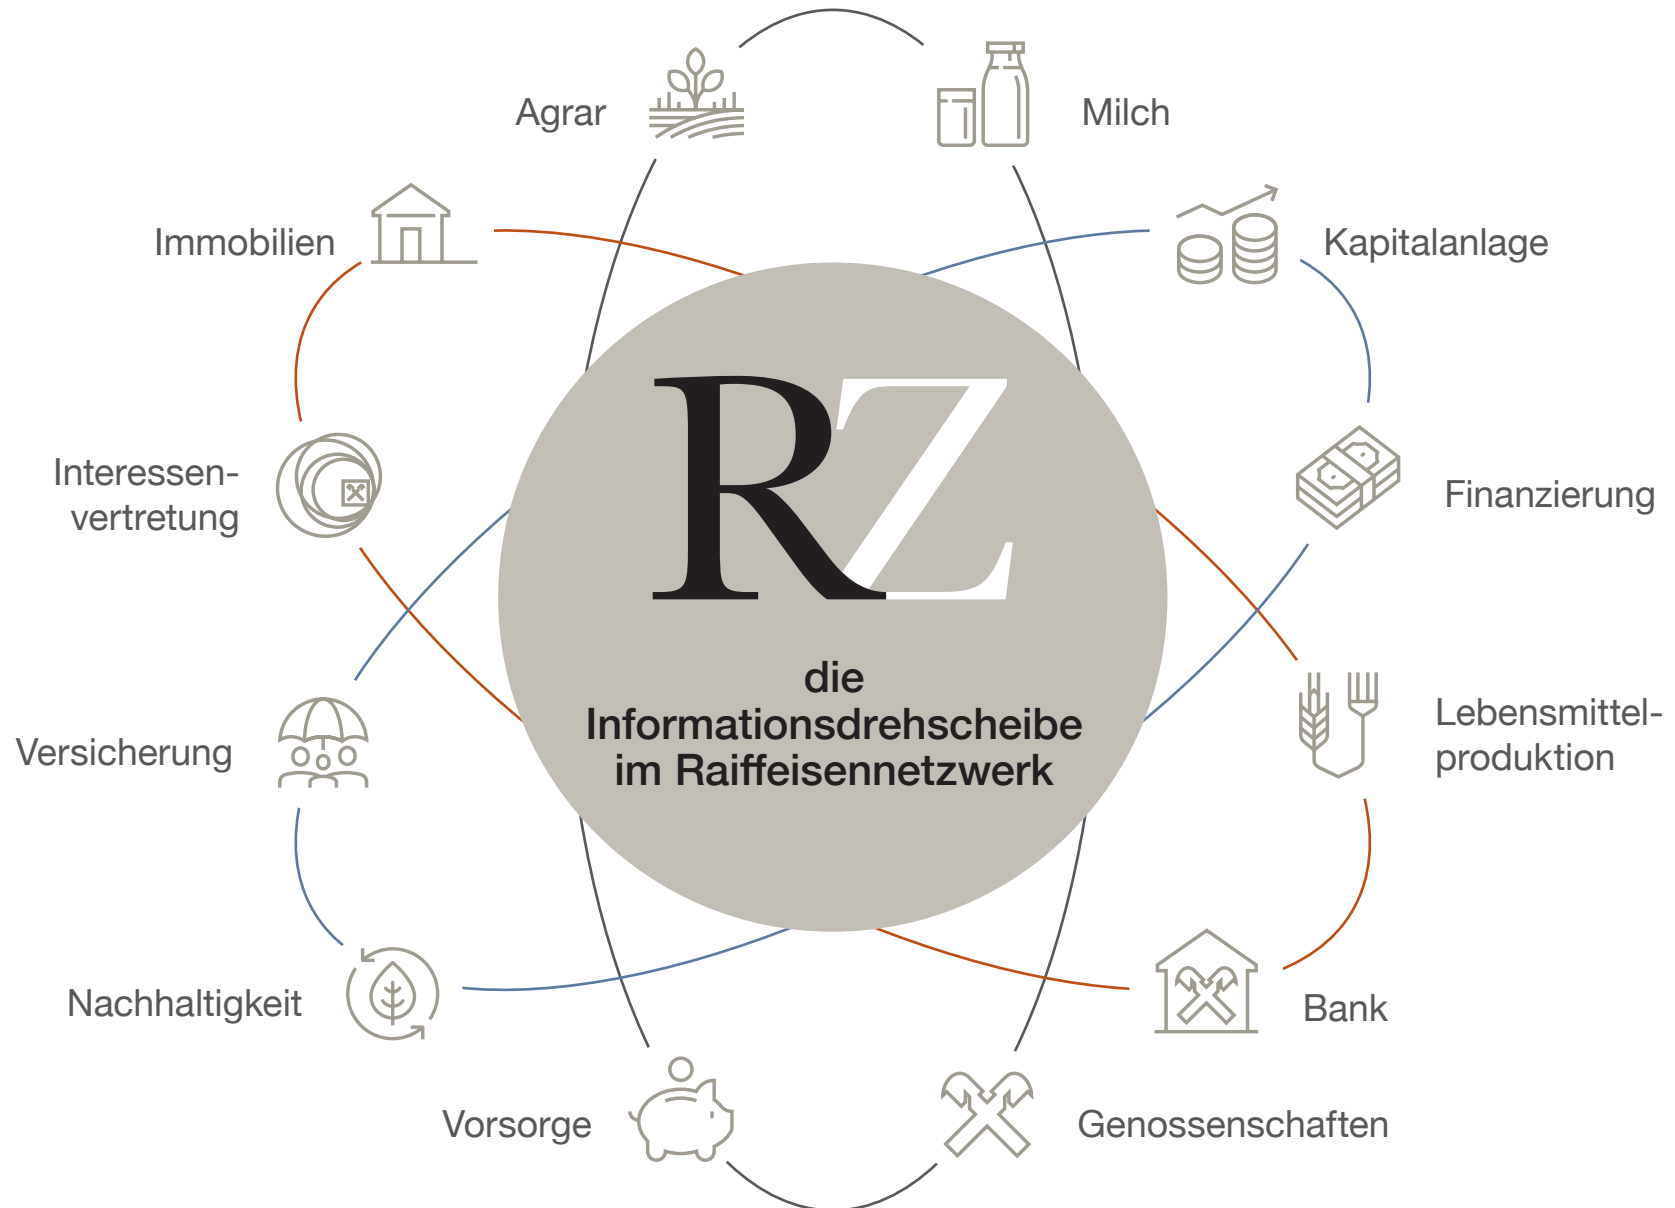 Agrar
Milch
Immobilien
Kapitalanlage
RZ
Interessen-
vertretung
Finanzierung
die
Informationsdrehscheibe
im Raiffeisennetzwerk
Versicherung
Lebensmittel-
produktion
Nachhaltigkeit
Bank
Vorsorge
Genossenschaften